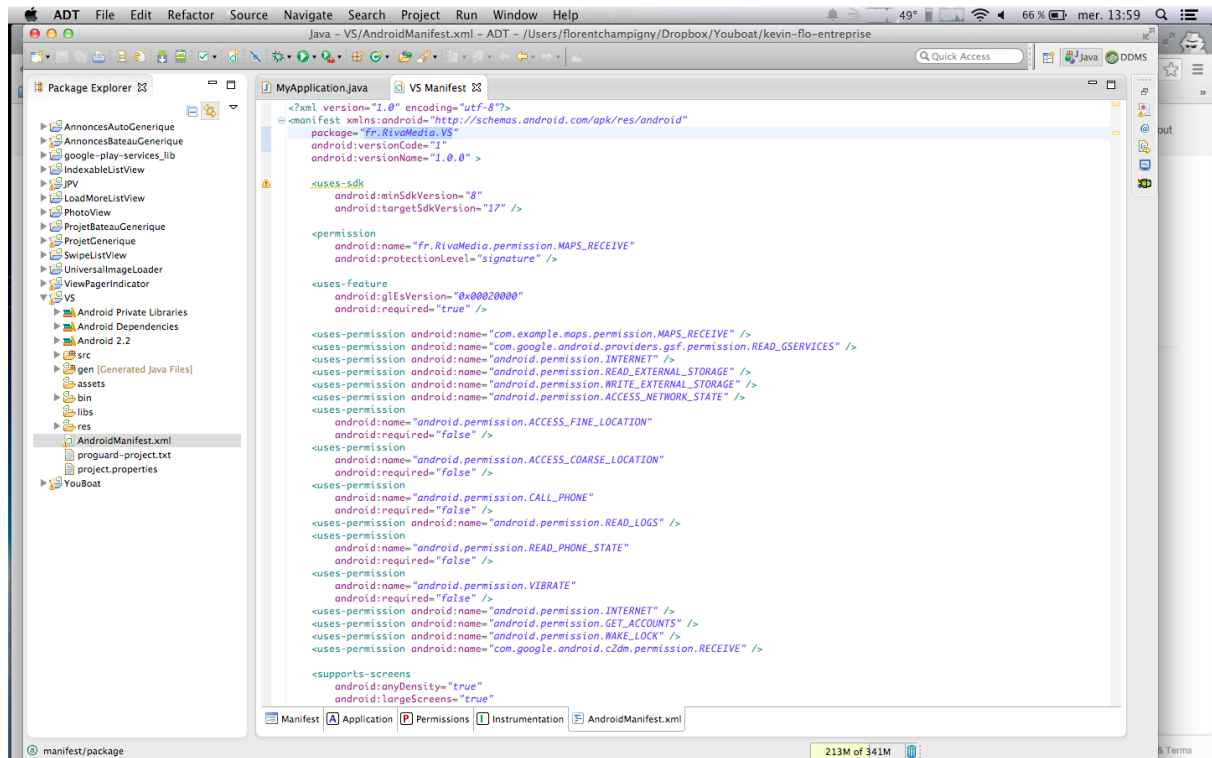 ADT File Edit Refactor Source Navigate Search Project Run Window Help 49° 66 % mer. 13:59
Java – VS/AndroidManifest.xml – ADT – /Users/florentchampigny/Dropbox/Youboat/kevin-flo-entreprise
Quick Access Java DDMS
Package Explorer
MyApplication.java VS Manifest
AnnoncesAutoGenerique
AnnoncesBateauGenerique
google-play-services_lib
IndexableListView
JPV
LoadMoreListView
PhotoView
ProjetBateauGenerique
ProjetGenerique
SwipeListView
UniversalImageLoader
ViewPagerIndicator
VS
Android Private Libraries
Android Dependencies
Android 2.2
src
gen [Generated Java Files]
assets
bin
libs
res
AndroidManifest.xml
proguard-project.txt
project.properties
YouBoat
<?xml version="1.0" encoding="utf-8"?>
<manifest xmlns:android="http://schemas.android.com/apk/res/android"
package="fr.RivaMedia.VS"
android:versionCode="1"
android:versionName="1.0.0" >
<uses-sdk
android:minSdkVersion="8"
android:targetSdkVersion="17" />
<permission
android:name="fr.RivaMedia.permission.MAPS_RECEIVE"
android:protectionLevel="signature" />
<uses-feature
android:glEsVersion="0x00020000"
android:required="true" />
<uses-permission android:name="com.example.maps.permission.MAPS_RECEIVE" />
<uses-permission android:name="com.google.android.providers.gsf.permission.READ_GSERVICES" />
<uses-permission android:name="android.permission.INTERNET" />
<uses-permission android:name="android.permission.READ_EXTERNAL_STORAGE" />
<uses-permission android:name="android.permission.WRITE_EXTERNAL_STORAGE" />
<uses-permission android:name="android.permission.ACCESS_NETWORK_STATE" />
<uses-permission
android:name="android.permission.ACCESS_FINE_LOCATION"
android:required="false" />
<uses-permission
android:name="android.permission.ACCESS_COARSE_LOCATION"
android:required="false" />
<uses-permission
android:name="android.permission.CALL_PHONE"
android:required="false" />
<uses-permission android:name="android.permission.READ_LOGS" />
<uses-permission
android:name="android.permission.READ_PHONE_STATE"
android:required="false" />
<uses-permission
android:name="android.permission.VIBRATE"
android:required="false" />
<uses-permission android:name="android.permission.INTERNET" />
<uses-permission android:name="android.permission.GET_ACCOUNTS" />
<uses-permission android:name="android.permission.WAKE_LOCK" />
<uses-permission android:name="com.google.android.c2dm.permission.RECEIVE" />
<supports-screens
android:anyDensity="true"
android:largeScreens="true"
Manifest A Application P Permissions I Instrumentation AndroidManifest.xml
manifest/package
213M of 341M
out
& Terms